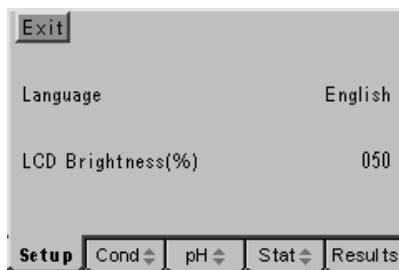 Exit
Language English
LCD Brightness(%) 050
Setup Cond pH Stat Results